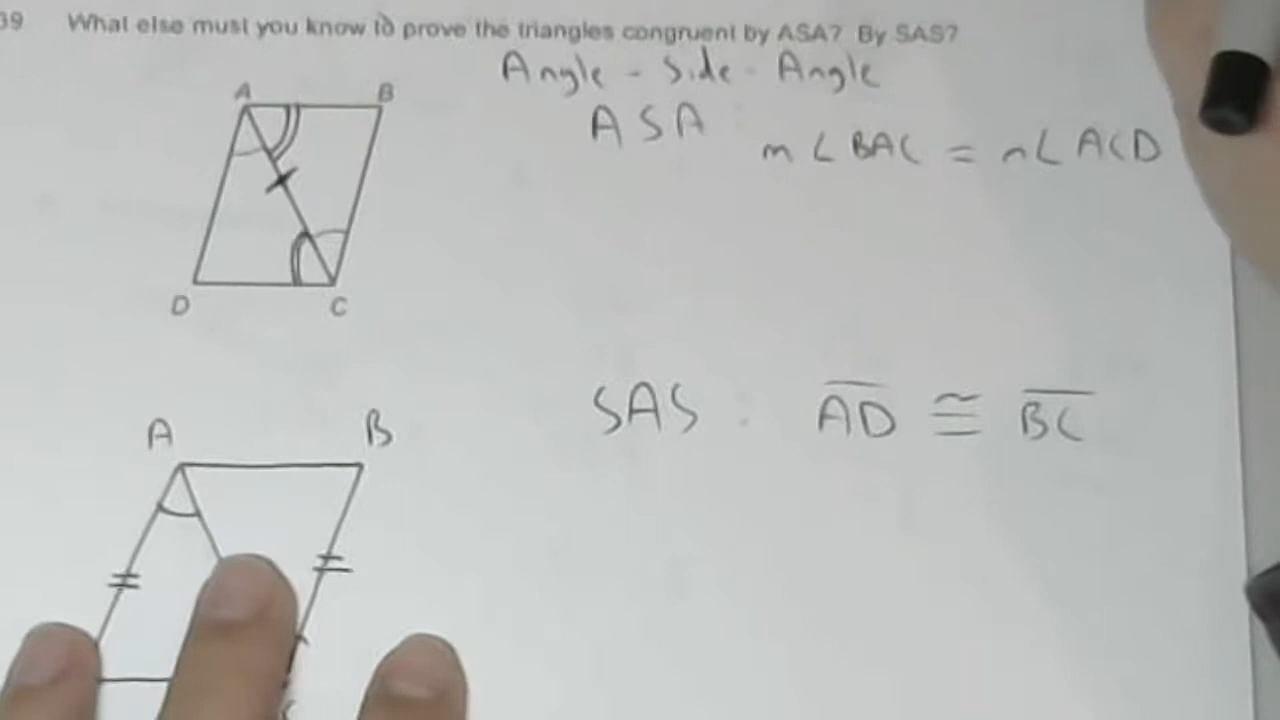 39 What else must you know to prove the triangles congruent by ASA? By SAS?
Angle - Side - Angle
ASA : m∠BAC = m∠ACD
A B
D C
SAS : AD ≅ BC
A B